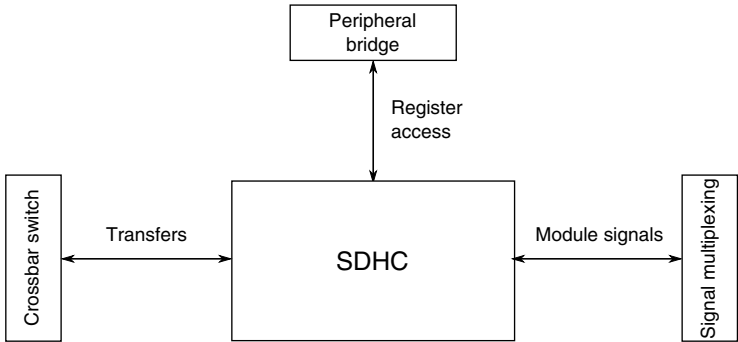 Peripheral
bridge
Register
access
Crossbar switch
Transfers
SDHC
Module signals
Signal multiplexing